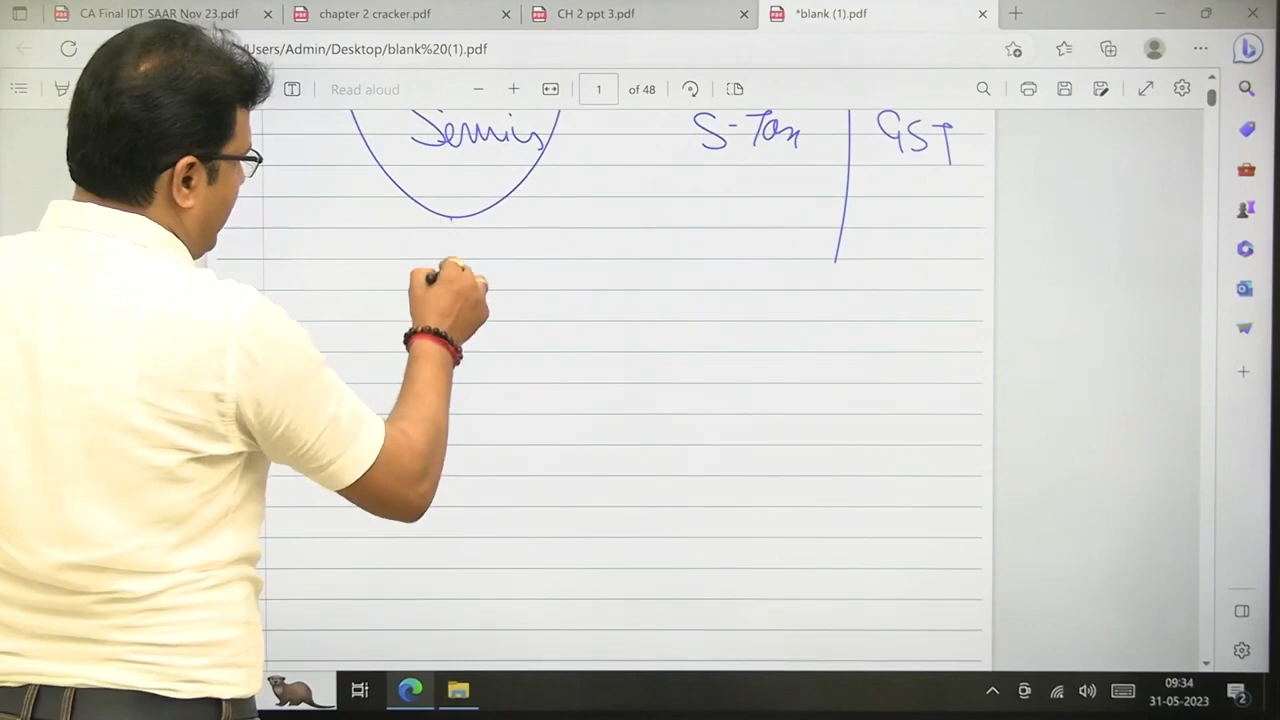 CA Final IDT SAAR Nov 23.pdf
chapter 2 cracker.pdf
CH 2 ppt 3.pdf
*blank (1).pdf
/Users/Admin/Desktop/blank%20(1).pdf
Read aloud
1 of 48
S-Tax GST
09:34
31-05-2023
2